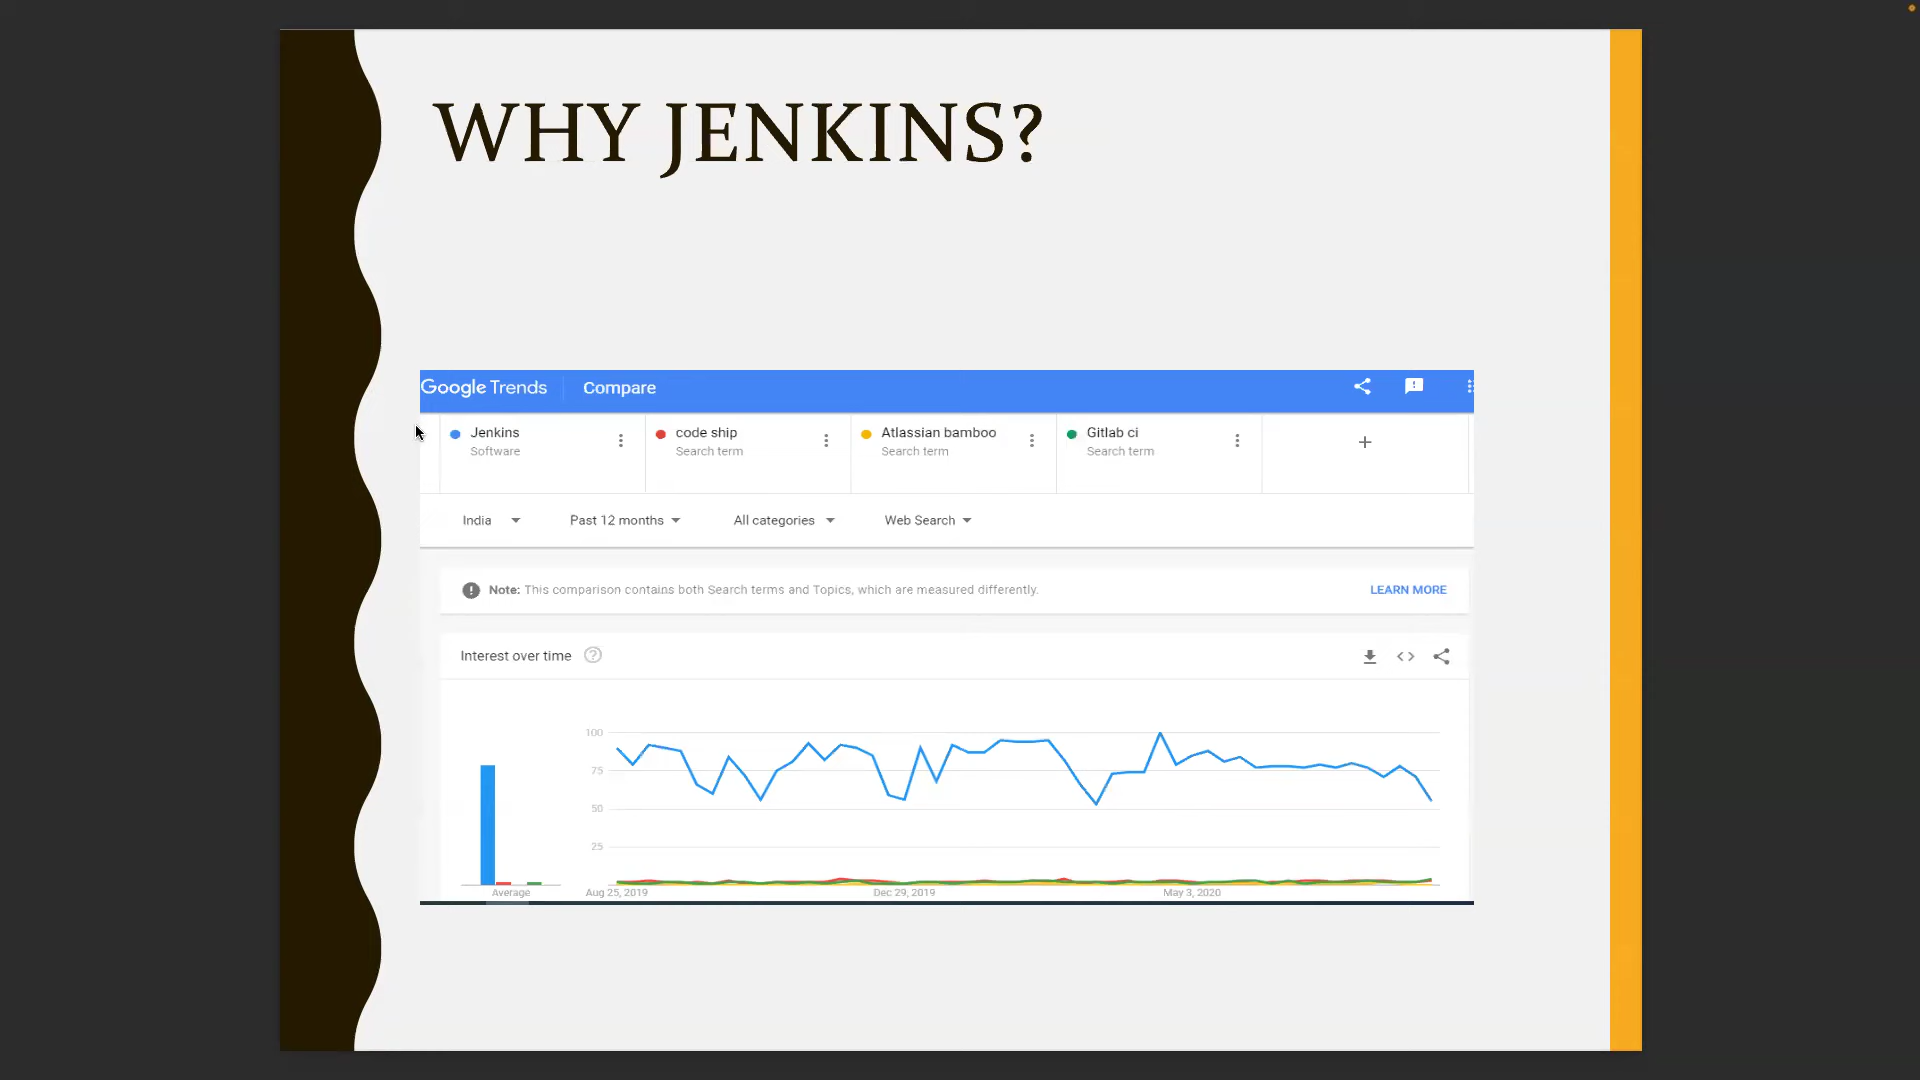 WHY JENKINS?
Google Trends Compare
Jenkins code ship Atlassian bamboo Gitlab ci
Software Search term Search term Search term
India Past 12 months All categories Web Search
Note: This comparison contains both Search terms and Topics, which are measured differently. LEARN MORE
Interest over time
100
75
50
25
Average Aug 25, 2019 Dec 29, 2019 May 3, 2020